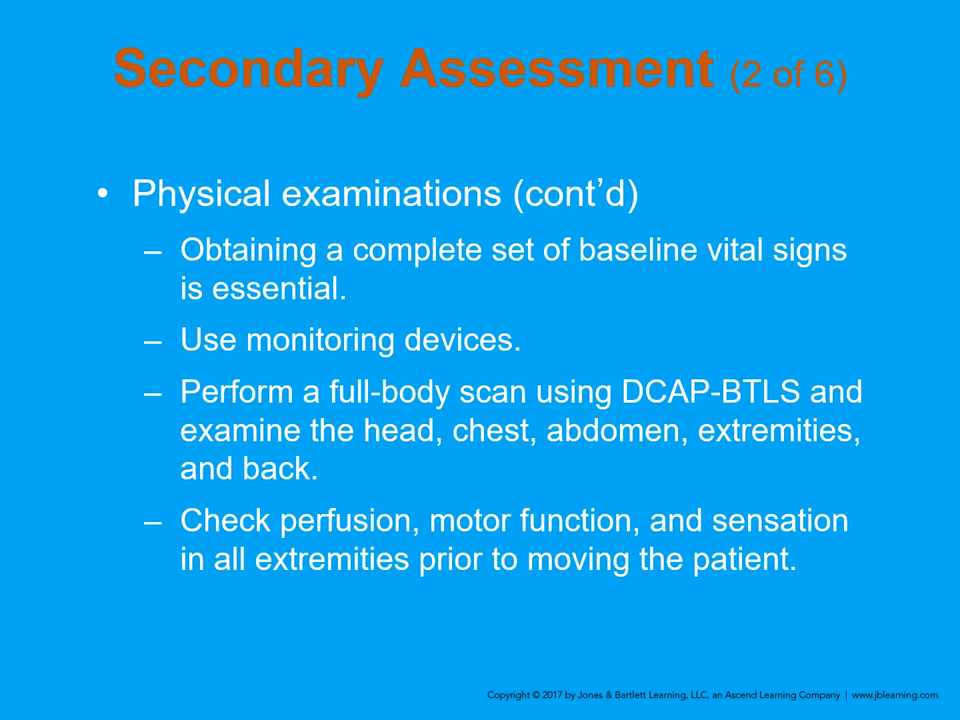 Secondary Assessment (2 of 6)
• Physical examinations (cont’d)
– Obtaining a complete set of baseline vital signs
is essential.
– Use monitoring devices.
– Perform a full-body scan using DCAP-BTLS and
examine the head, chest, abdomen, extremities,
and back.
– Check perfusion, motor function, and sensation
in all extremities prior to moving the patient.
Copyright © 2017 by Jones & Bartlett Learning, LLC, an Ascend Learning Company | www.jblearning.com